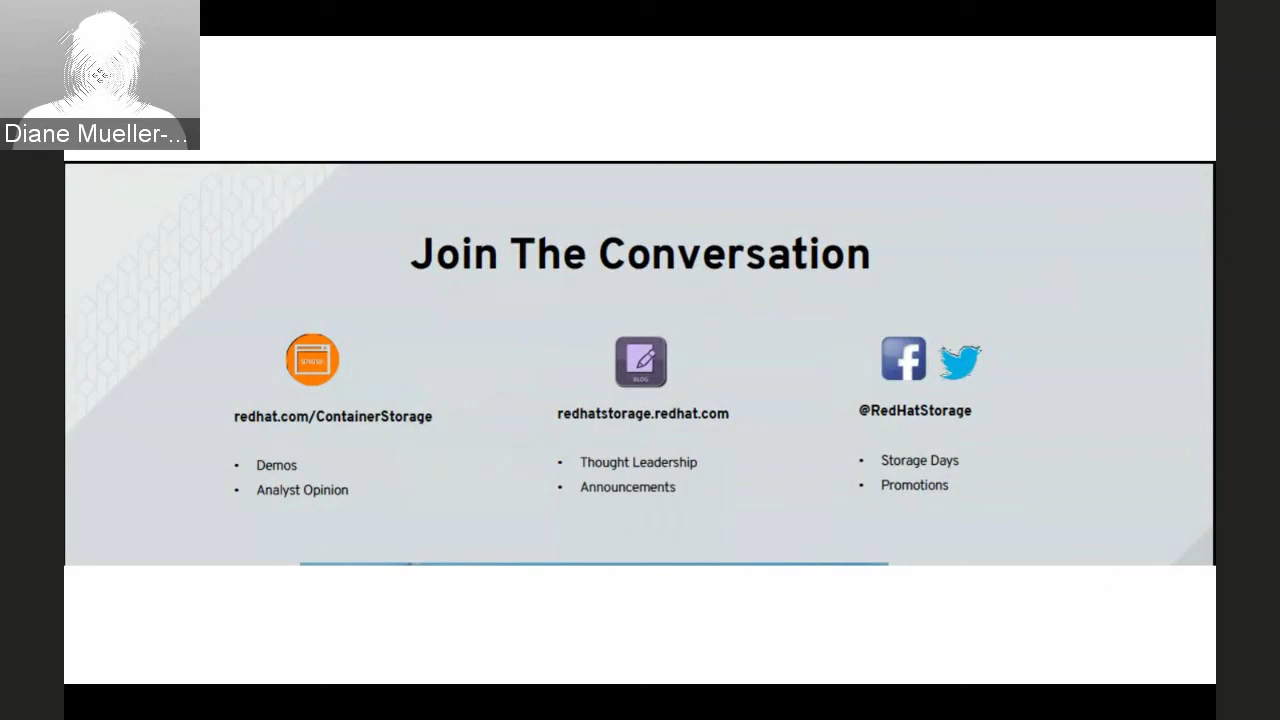 Diane Mueller-...
Join The Conversation
BLOG
redhat.com/ContainerStorage
redhatstorage.redhat.com
@RedHatStorage
• Demos
• Analyst Opinion
• Thought Leadership
• Announcements
• Storage Days
• Promotions